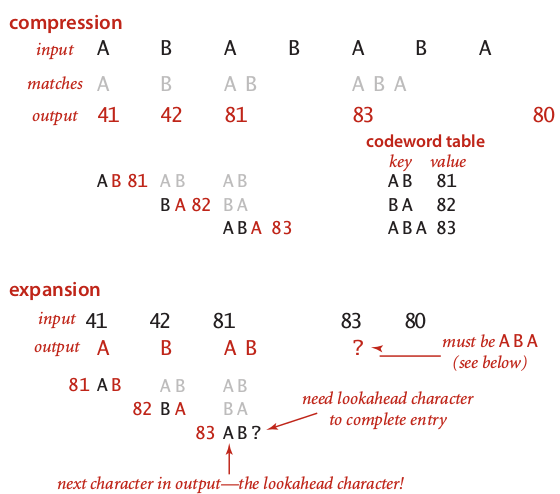 compression
input A B A B A B A
matches A B A B A B A
output 41 42 81 83 80
codeword table
key value
A B 81 A B A B A B 81
B A 82 B A B A 82
A B A 83 A B A 83
expansion
input 41 42 81 83 80
output A B A B ? must be A B A
(see below)
81 A B A B A B
82 B A B A
need lookahead character
to complete entry
83 A B ?
next character in output—the lookahead character!